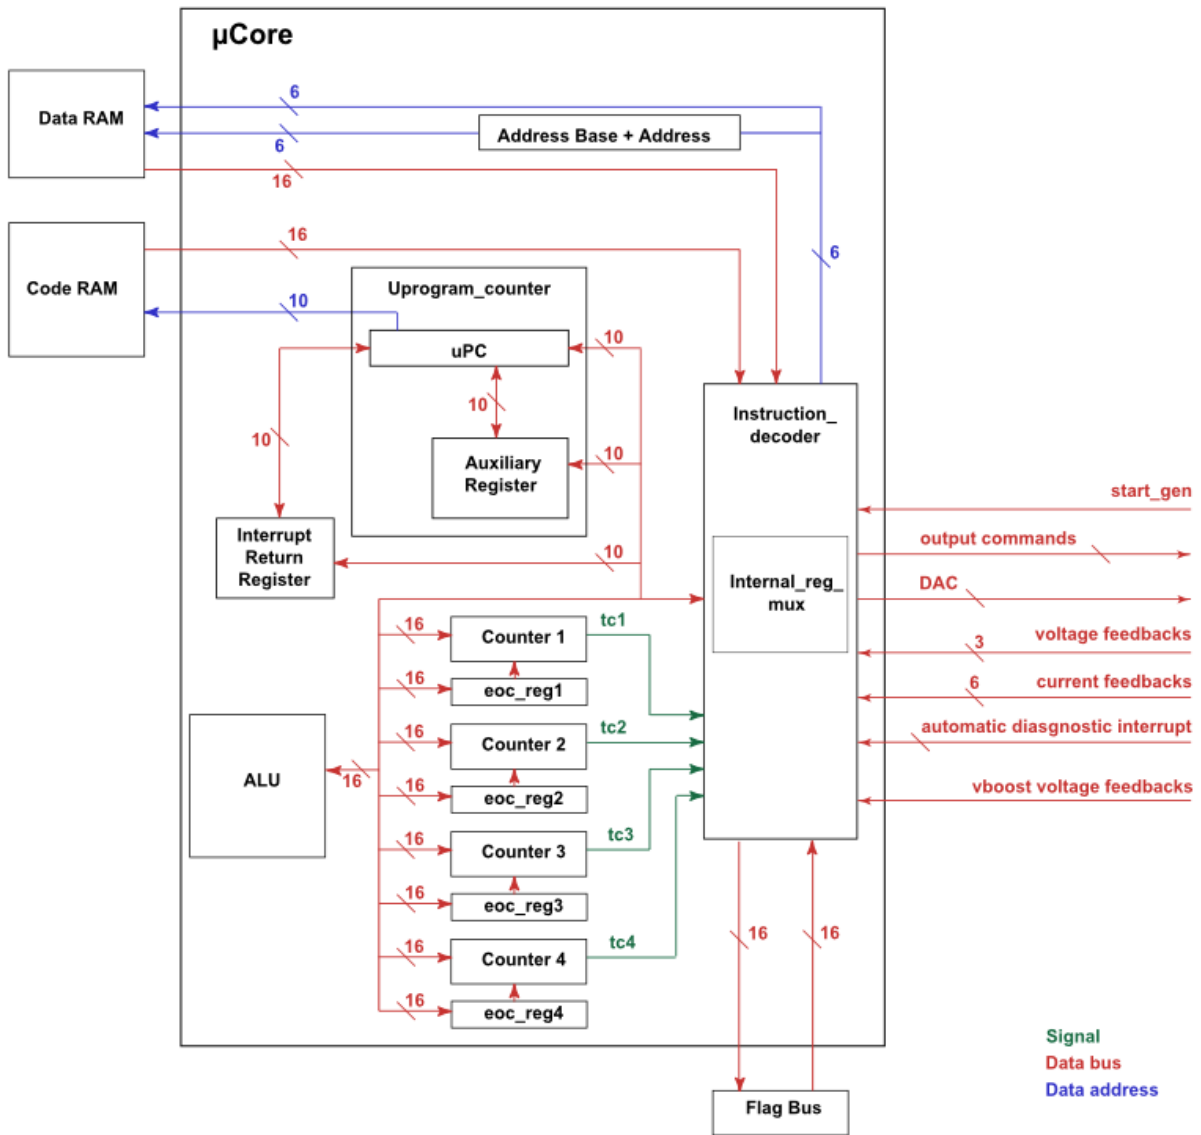 µCore
6
Data RAM
Address Base + Address
6
16
16
6
Code RAM
Uprogram_counter
10
uPC
10
10
Instruction_
decoder
10
Auxiliary
Register
10
start_gen
Interrupt
Return
Register
10
output commands
Internal_reg_
mux
DAC
16
Counter 1
tc1
voltage feedbacks
3
16
eoc_reg1
current feedbacks
6
16
Counter 2
tc2
automatic diasgnostic interrupt
ALU
16
16
eoc_reg2
vboost voltage feedbacks
16
Counter 3
tc3
16
eoc_reg3
16
Counter 4
tc4
16
16
16
eoc_reg4
Signal
Data bus
Data address
Flag Bus